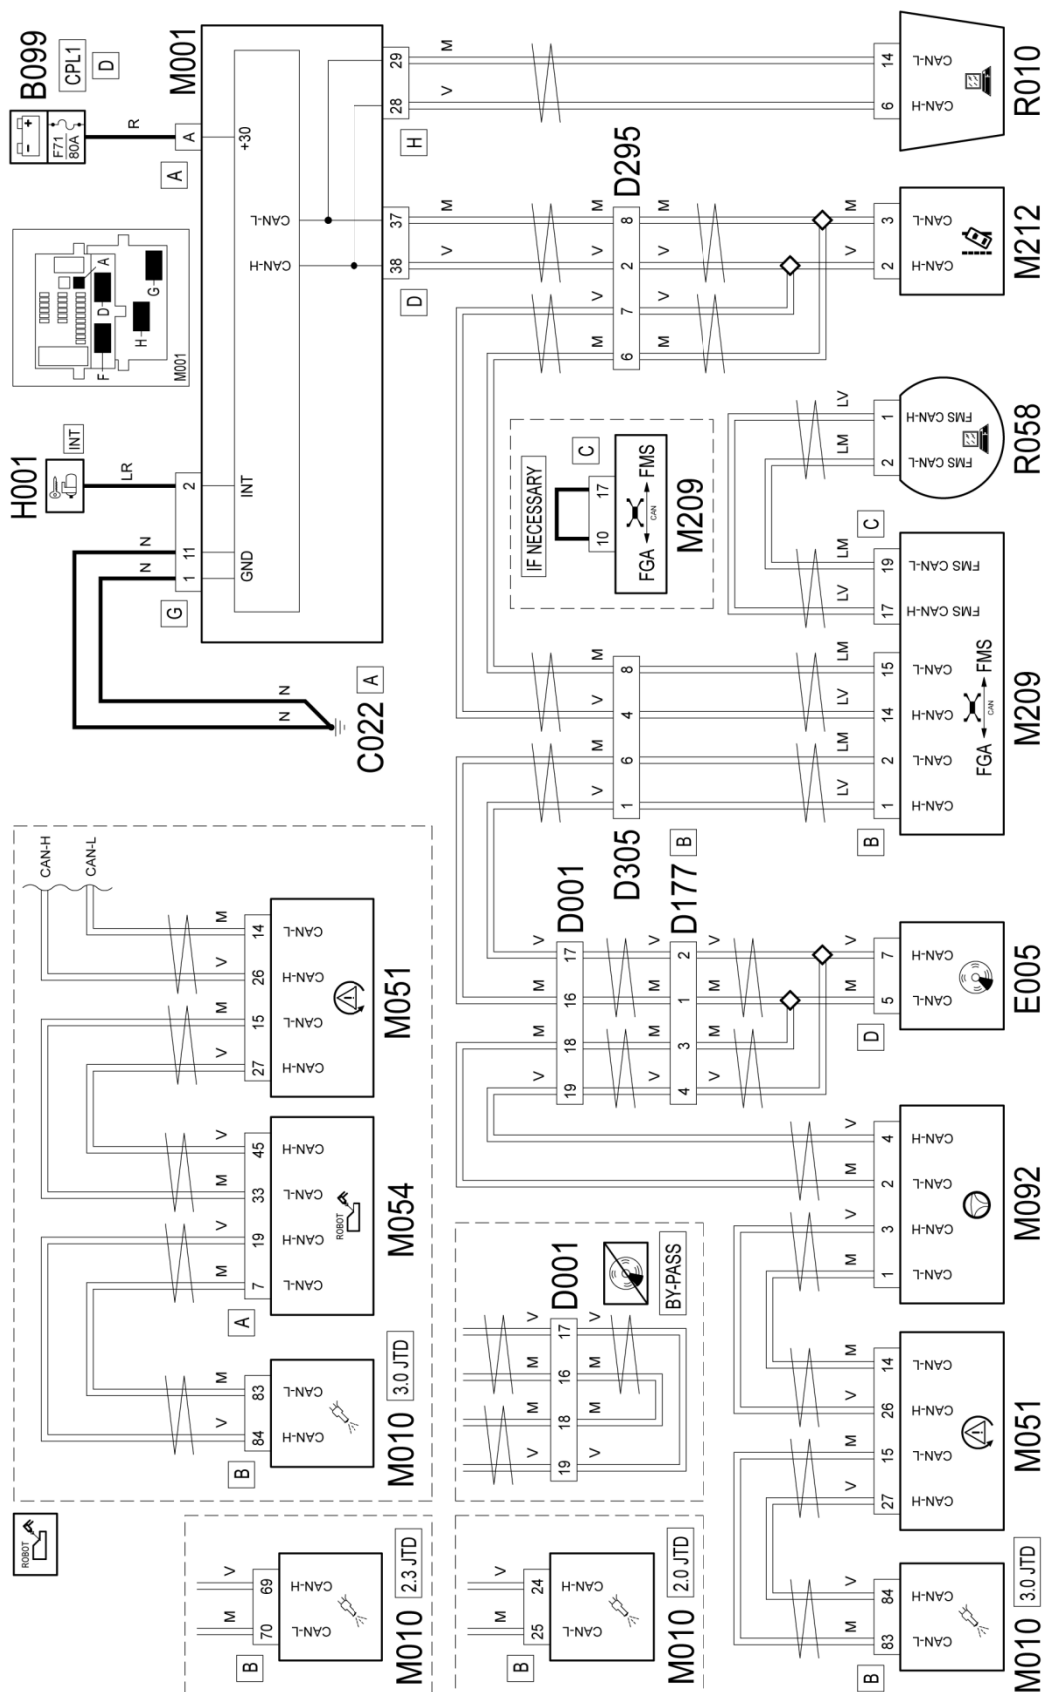 B099
CPL1
D
- +
F71
80A
R
A
A
M001
+30
CAN-L
CAN-H
INT
GND
29
28
H
37
38
D
2
11
1
G
H001
INT
LR
N
N
N
N
C022
A
A
D
G
H
F
M001
M
V
14
6
CAN-L
CAN-H
R010
M
V
D295
M
V
V
M
8
2
7
6
M
V
V
M
M
V
3
2
CAN-L
CAN-H
M212
IF NECESSARY
C
17
10
FGA
CAN
FMS
M209
LV
LM
1
2
FMS CAN-H
FMS CAN-L
R058
C
LM
LV
19
17
FMS CAN-L
FMS CAN-H
M
V
M
V
8
4
6
1
D305
LM
LV
LM
LV
15
14
2
1
CAN-L
CAN-H
CAN-L
CAN-H
B
FGA
CAN
FMS
M209
D001
V
M
M
V
17
16
18
19
D177
B
V
M
M
V
2
1
3
4
V
M
M
V
V
M
7
5
CAN-H
CAN-L
D
E005
V
M
V
M
4
2
3
1
CAN-H
CAN-L
CAN-H
CAN-L
M092
M
V
M
V
14
26
15
27
CAN-L
CAN-H
CAN-L
CAN-H
M051
V
M
84
83
CAN-H
CAN-L
B
M010
3.0 JTD
CAN-H
CAN-L
M
V
M
V
14
26
15
27
CAN-L
CAN-H
CAN-L
CAN-H
M051
V
M
V
M
45
33
19
7
CAN-H
CAN-L
CAN-H
CAN-L
ROBOT
A
M054
M
V
83
84
CAN-L
CAN-H
B
M010
3.0 JTD
D001
V
M
M
V
17
16
18
19
V
M
M
V
BY-PASS
ROBOT
V
M
69
70
CAN-H
CAN-L
B
M010
2.3 JTD
V
M
24
25
CAN-H
CAN-L
B
M010
2.0 JTD